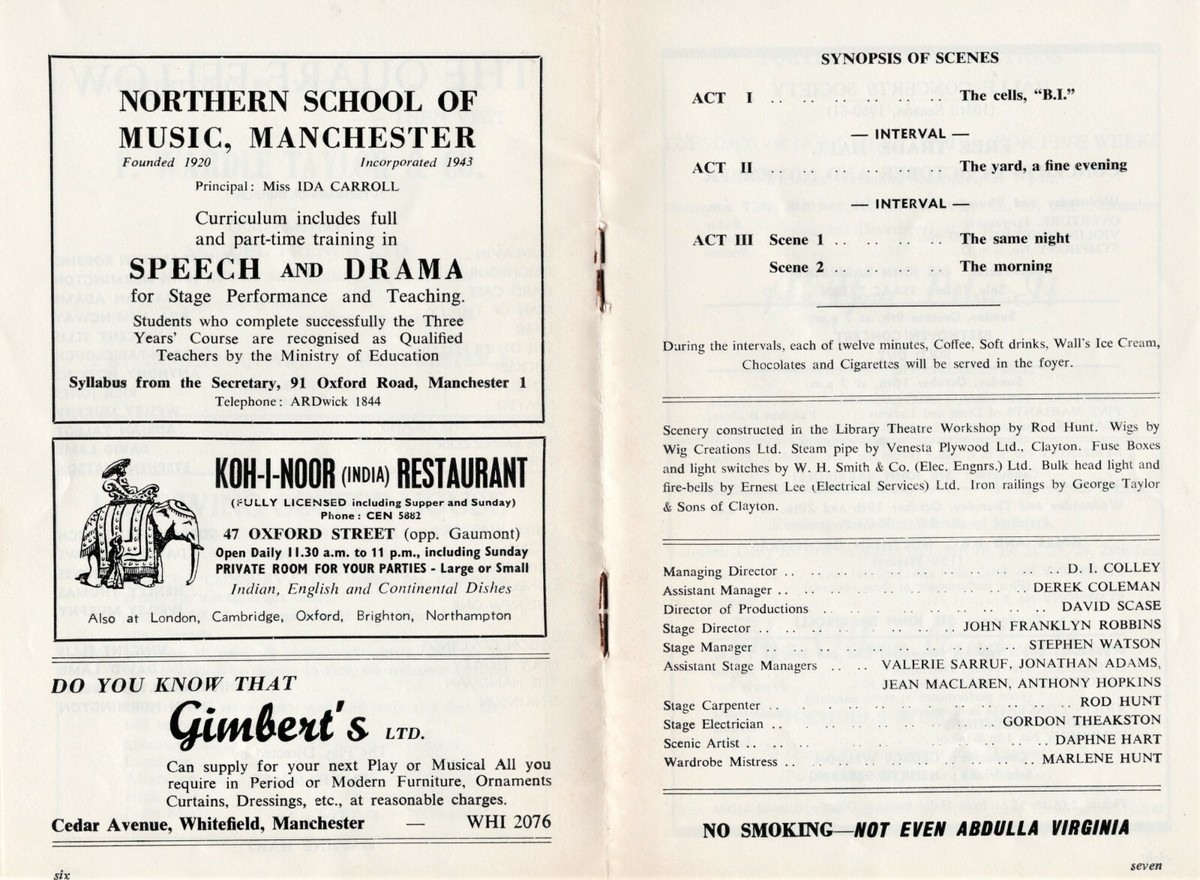 NORTHERN SCHOOL OF
MUSIC, MANCHESTER
Founded 1920 Incorporated 1943
Principal: Miss IDA CARROLL
Curriculum includes full
and part-time training in
SPEECH AND DRAMA
for Stage Performance and Teaching.
Students who complete successfully the Three
Years' Course are recognised as Qualified
Teachers by the Ministry of Education
Syllabus from the Secretary, 91 Oxford Road, Manchester 1
Telephone: ARDwick 1844
KOH-I-NOOR (INDIA) RESTAURANT
(FULLY LICENSED including Supper and Sunday)
Phone: CEN 5882
47 OXFORD STREET (opp. Gaumont)
Open Daily 11.30 a.m. to 11 p.m., including Sunday
PRIVATE ROOM FOR YOUR PARTIES - Large or Small
Indian, English and Continental Dishes
Also at London, Cambridge, Oxford, Brighton, Northampton
DO YOU KNOW THAT
Gimbert's LTD.
Can supply for your next Play or Musical All you
require in Period or Modern Furniture, Ornaments
Curtains, Dressings, etc., at reasonable charges.
Cedar Avenue, Whitefield, Manchester — WHI 2076
six
SYNOPSIS OF SCENES
ACT I .. .. .. .. .. The cells, "B.I."
— INTERVAL —
ACT II .. .. .. .. .. The yard, a fine evening
— INTERVAL —
ACT III Scene 1 .. .. .. .. The same night
Scene 2 .. .. .. The morning
During the intervals, each of twelve minutes, Coffee, Soft drinks, Wall's Ice Cream,
Chocolates and Cigarettes will be served in the foyer.
Scenery constructed in the Library Theatre Workshop by Rod Hunt. Wigs by
Wig Creations Ltd. Steam pipe by Venesta Plywood Ltd., Clayton. Fuse Boxes
and light switches by W. H. Smith & Co. (Elec. Engnrs.) Ltd. Bulk head light and
fire-bells by Ernest Lee (Electrical Services) Ltd. Iron railings by George Taylor
& Sons of Clayton.
Managing Director .. .. .. .. .. .. .. D. I. COLLEY
Assistant Manager .. .. .. .. .. .. .. DEREK COLEMAN
Director of Productions .. .. .. .. .. .. DAVID SCASE
Stage Director .. .. .. .. .. JOHN FRANKLYN ROBBINS
Stage Manager .. .. .. .. .. .. STEPHEN WATSON
Assistant Stage Managers .. .. VALERIE SARRUF, JONATHAN ADAMS,
JEAN MACLAREN, ANTHONY HOPKINS
Stage Carpenter .. .. .. .. .. .. .. ROD HUNT
Stage Electrician .. .. .. .. .. .. GORDON THEAKSTON
Scenic Artist .. .. .. .. .. .. .. DAPHNE HART
Wardrobe Mistress .. .. .. .. .. .. MARLENE HUNT
NO SMOKING—NOT EVEN ABDULLA VIRGINIA
seven